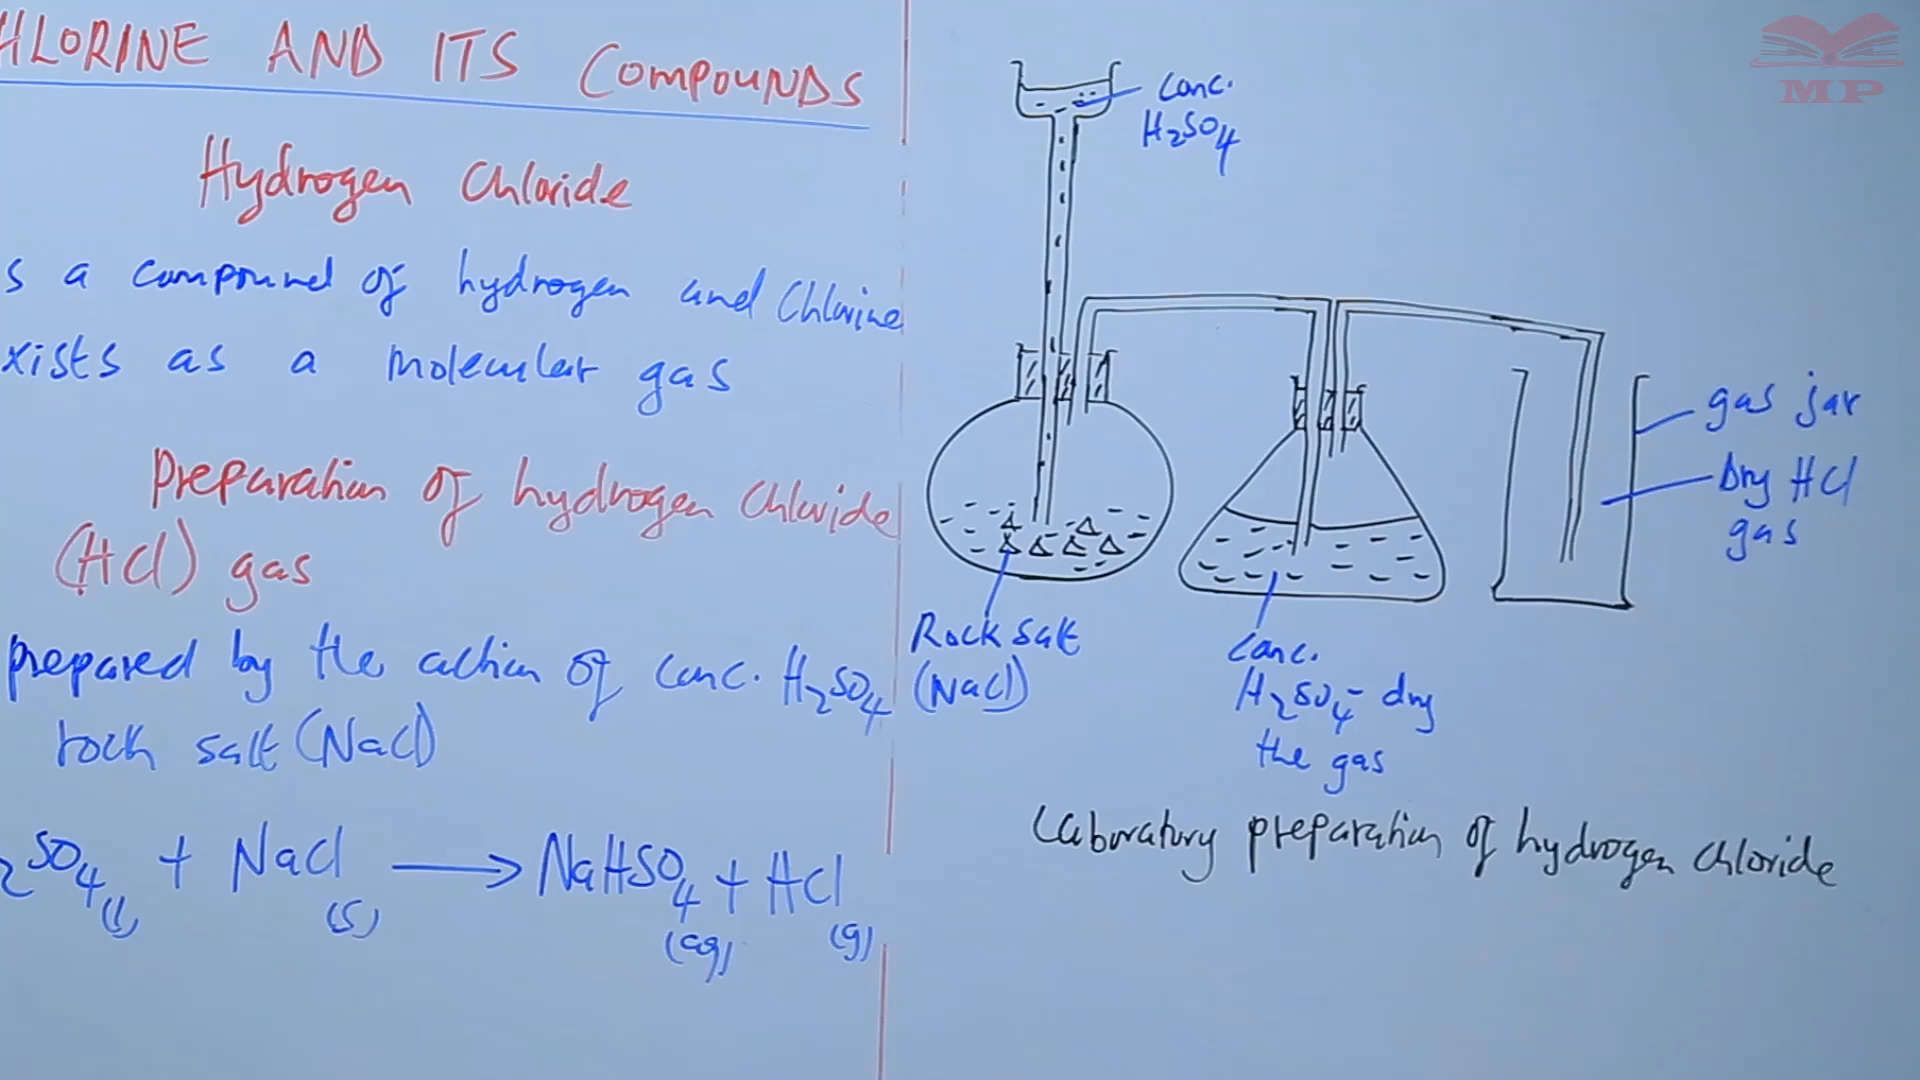 HLORINE AND ITS COMPOUNDS
Hydrogen Chloride
s a compound of hydrogen and Chlorine
xists as a molecular gas
Preparation of hydrogen Chloride
(HCl) gas
prepared by the action of conc. H₂SO₄
rock salt (NaCl)
₂SO₄(l) + NaCl(s) ⟶ NaHSO₄(aq) + HCl(g)
Conc.
H₂SO₄
gas jar
Dry HCl
gas
Rock salt
(NaCl)
Conc.
H₂SO₄ - dry
the gas
Laboratory preparation of hydrogen chloride
MP